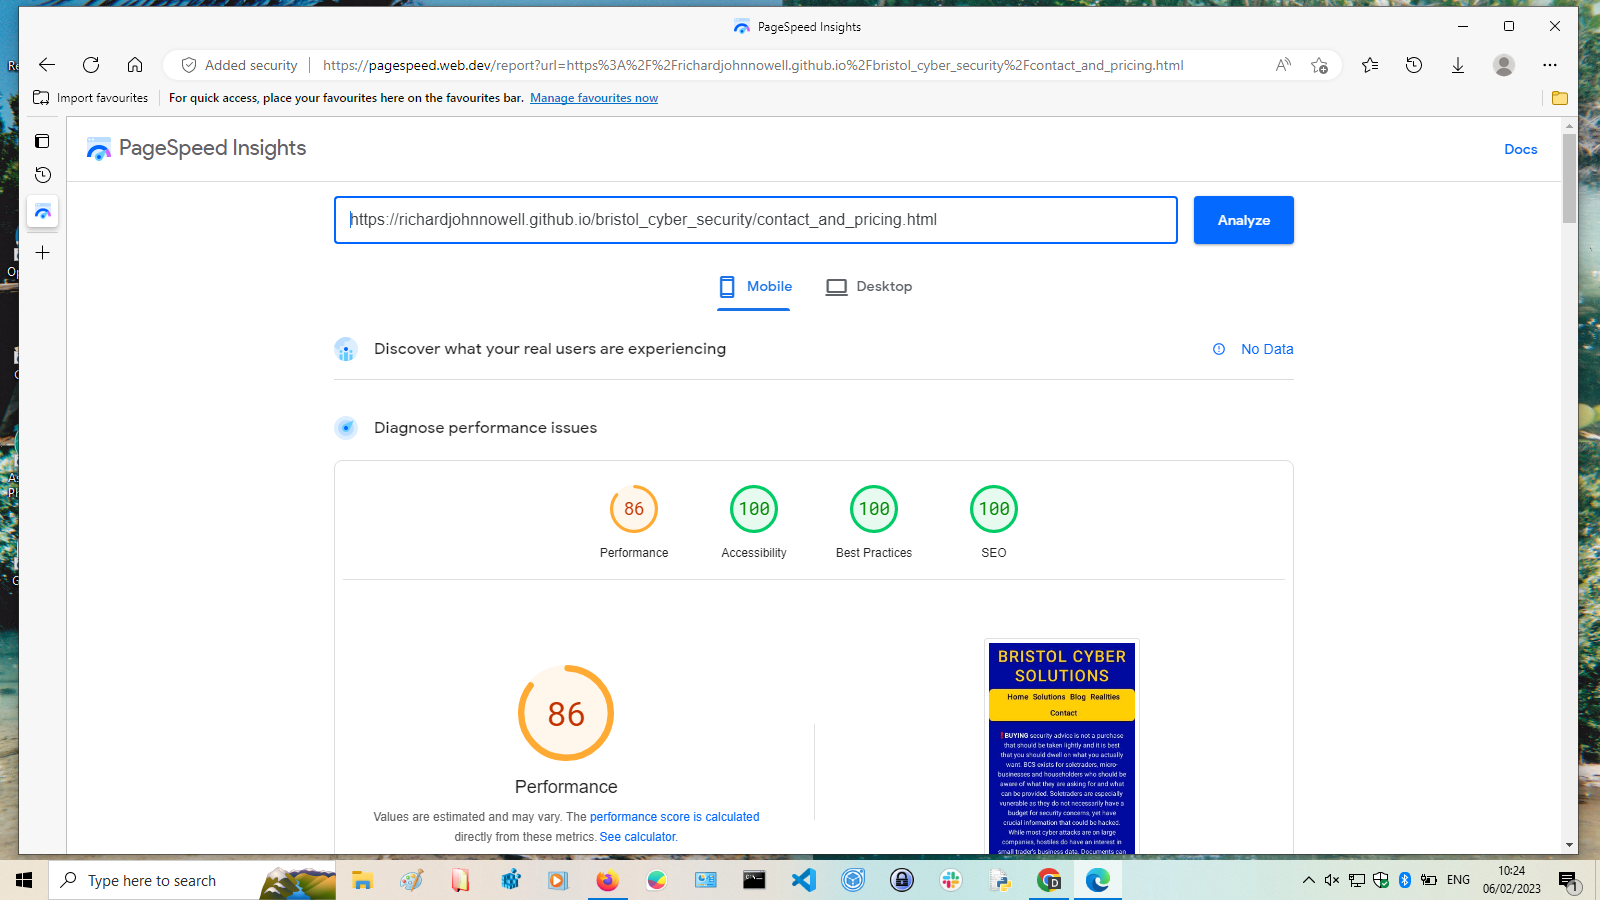 PageSpeed Insights
Added security
https://pagespeed.web.dev/report?url=https%3A%2F%2Frichardjohnnowell.github.io%2Fbristol_cyber_security%2Fcontact_and_pricing.html
Import favourites
For quick access, place your favourites here on the favourites bar. Manage favourites now
PageSpeed Insights
Docs
https://richardjohnnowell.github.io/bristol_cyber_security/contact_and_pricing.html
Analyze
Mobile
Desktop
Discover what your real users are experiencing
No Data
Diagnose performance issues
86 100 100 100
Performance Accessibility Best Practices SEO
86
Performance
Values are estimated and may vary. The performance score is calculated
directly from these metrics. See calculator.
BRISTOL CYBER
SOLUTIONS
Home Solutions Blog Realities
Contact
BUYING security advice is not a purchase
that should be taken lightly and it is best
that you should dwell on what you actually
want. BCS exists for soletraders, micro-
businesses and householders who should be
aware of what they are asking for and what
can be provided. Soletraders are especially
vunerable as they do not necessarily have a
budget for security concerns, yet have
crucial information that could be hacked.
While most cyber attacks are on large
companies, hostiles do have an interest in
small trader's business data. Documents can
Type here to search
ENG
10:24
06/02/2023
1